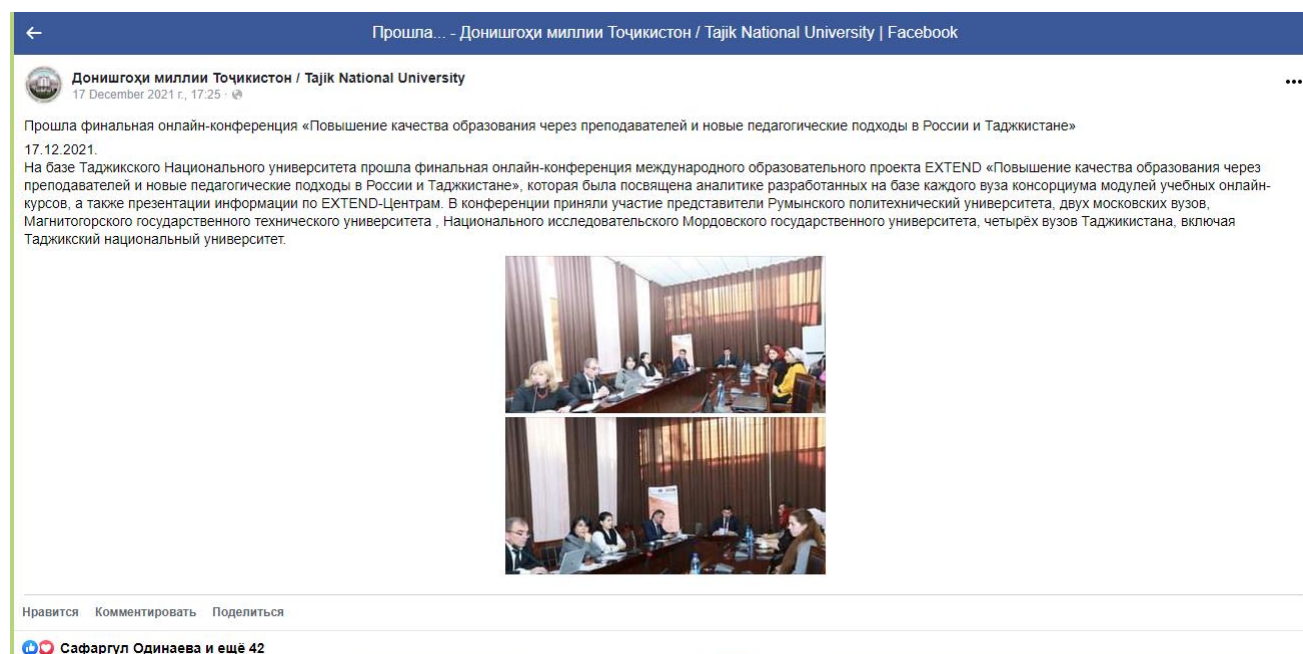 Прошла... - Донишгоҳи миллии Тоҷикистон / Tajik National University | Facebook
Донишгоҳи миллии Тоҷикистон / Tajik National University
17 December 2021 г., 17:25 ·
Прошла финальная онлайн-конференция «Повышение качества образования через преподавателей и новые педагогические подходы в России и Таджкистане»
17.12.2021.
На базе Таджикского Национального университета прошла финальная онлайн-конференция международного образовательного проекта EXTEND «Повышение качества образования через
преподавателей и новые педагогические подходы в России и Таджкистане», которая была посвящена аналитике разработанных на базе каждого вуза консорциума модулей учебных онлайн-
курсов, а также презентации информации по EXTEND-Центрам. В конференции приняли участие представители Румынского политехнический университета, двух московских вузов,
Магнитогорского государственного технического университета , Национального исследовательского Мордовского государственного университета, четырёх вузов Таджикистана, включая
Таджикский национальный университет.
Нравится Комментировать Поделиться
Сафаргул Одинаева и ещё 42